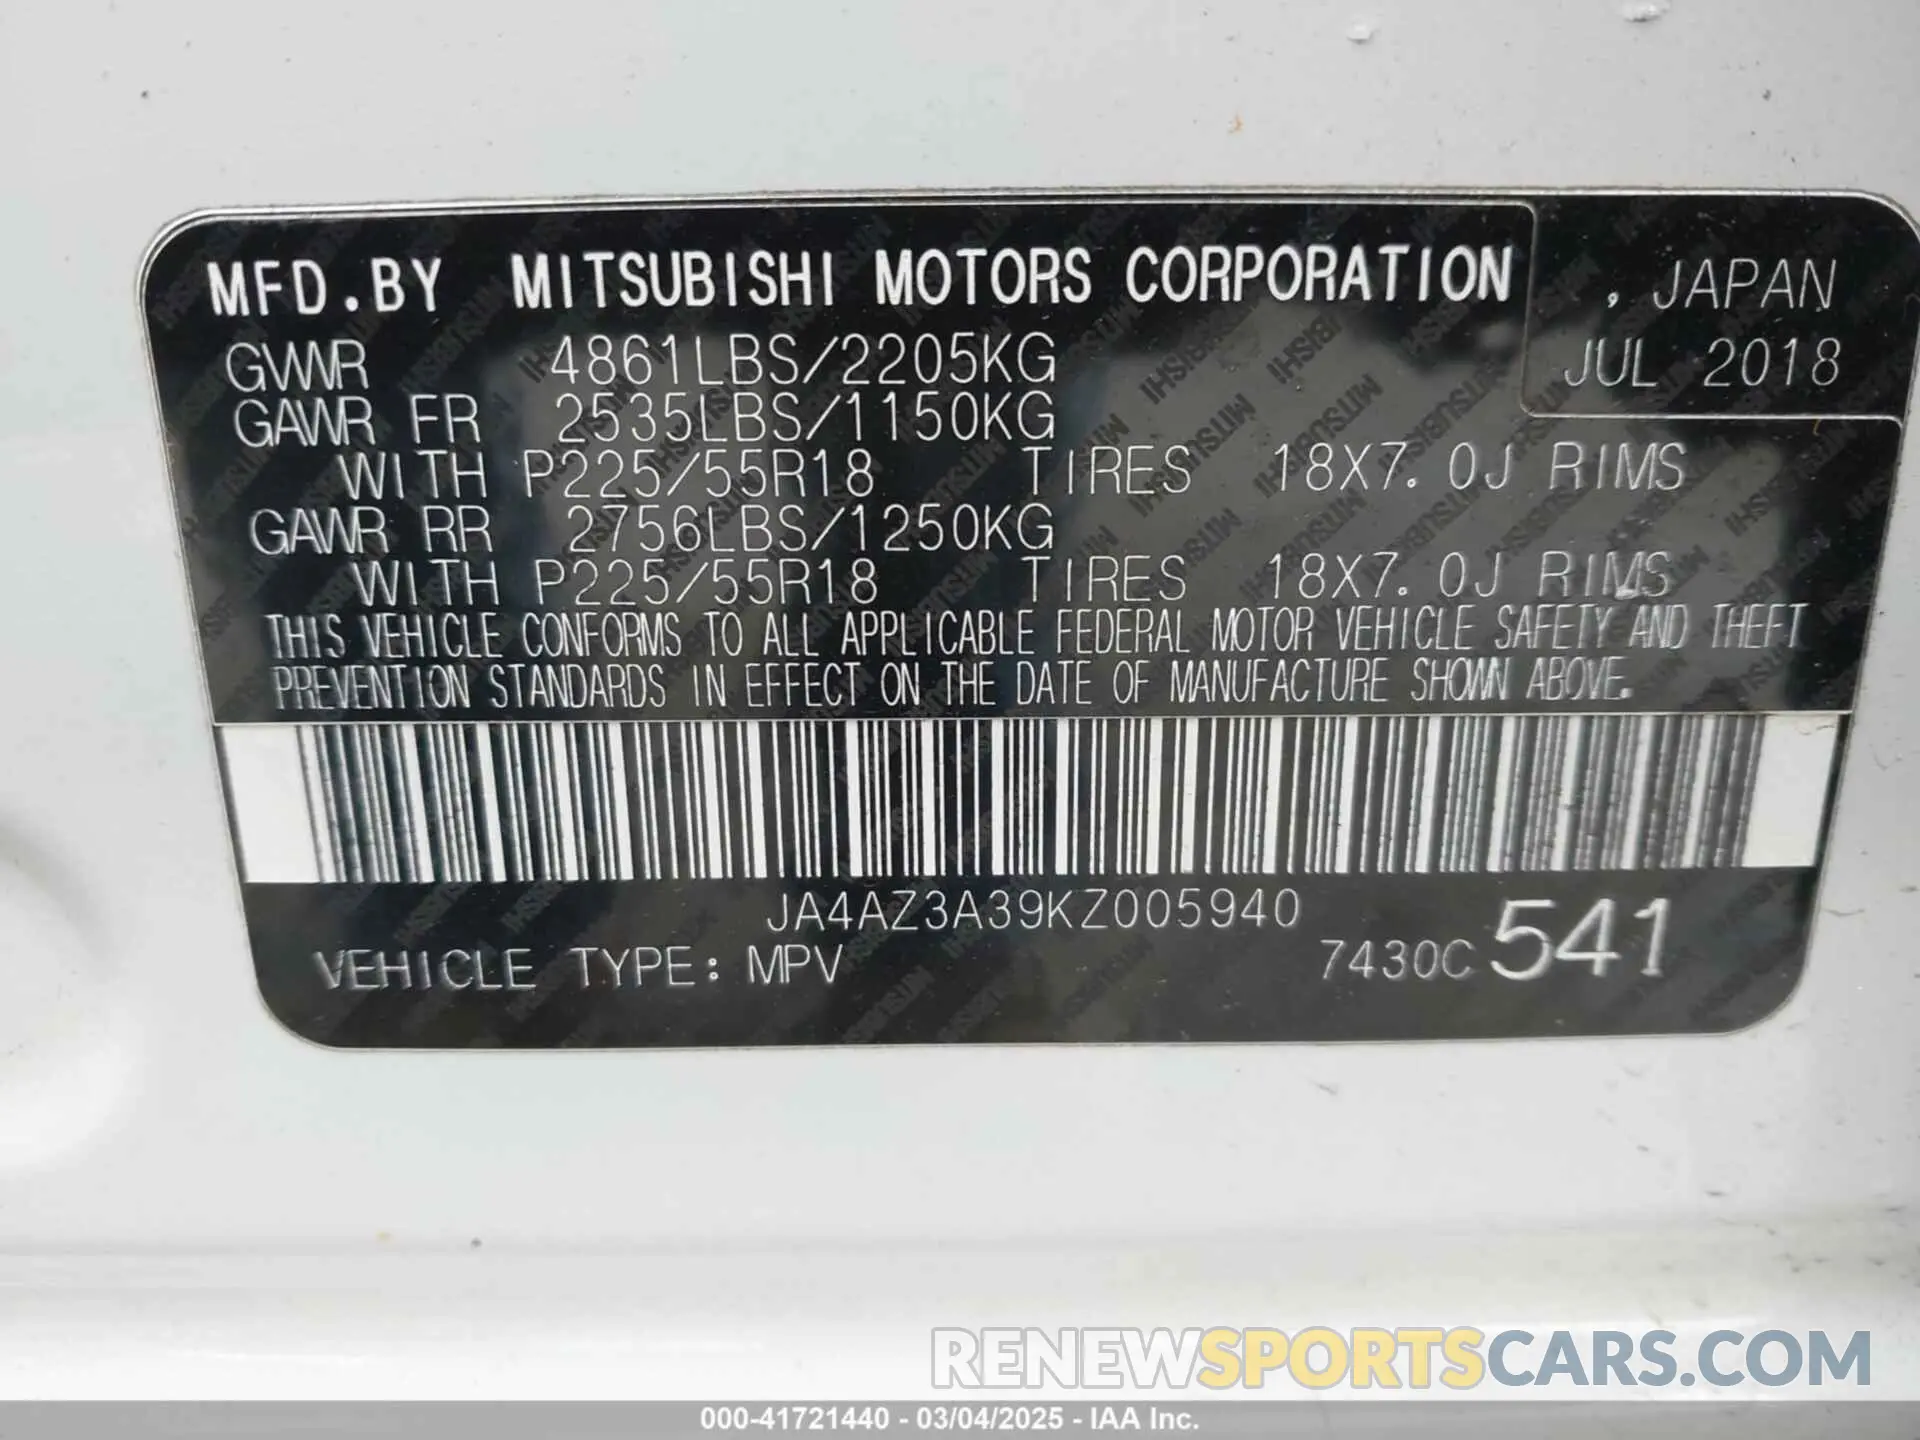 MFD.BY MITSUBISHI MOTORS CORPORATION , JAPAN
GVWR 4861LBS/2205KG JUL 2018
GAWR FR 2535LBS/1150KG
WITH P225/55R18 TIRES 18X7.0J RIMS
GAWR RR 2756LBS/1250KG
WITH P225/55R18 TIRES 18X7.0J RIMS
THIS VEHICLE CONFORMS TO ALL APPLICABLE FEDERAL MOTOR VEHICLE SAFETY AND THEFT
PREVENTION STANDARDS IN EFFECT ON THE DATE OF MANUFACTURE SHOWN ABOVE.
JA4AZ3A39KZ005940
VEHICLE TYPE: MPV 7430C 541
RENEWSPORTSCARS.COM
000-41721440 - 03/04/2025 - IAA Inc.